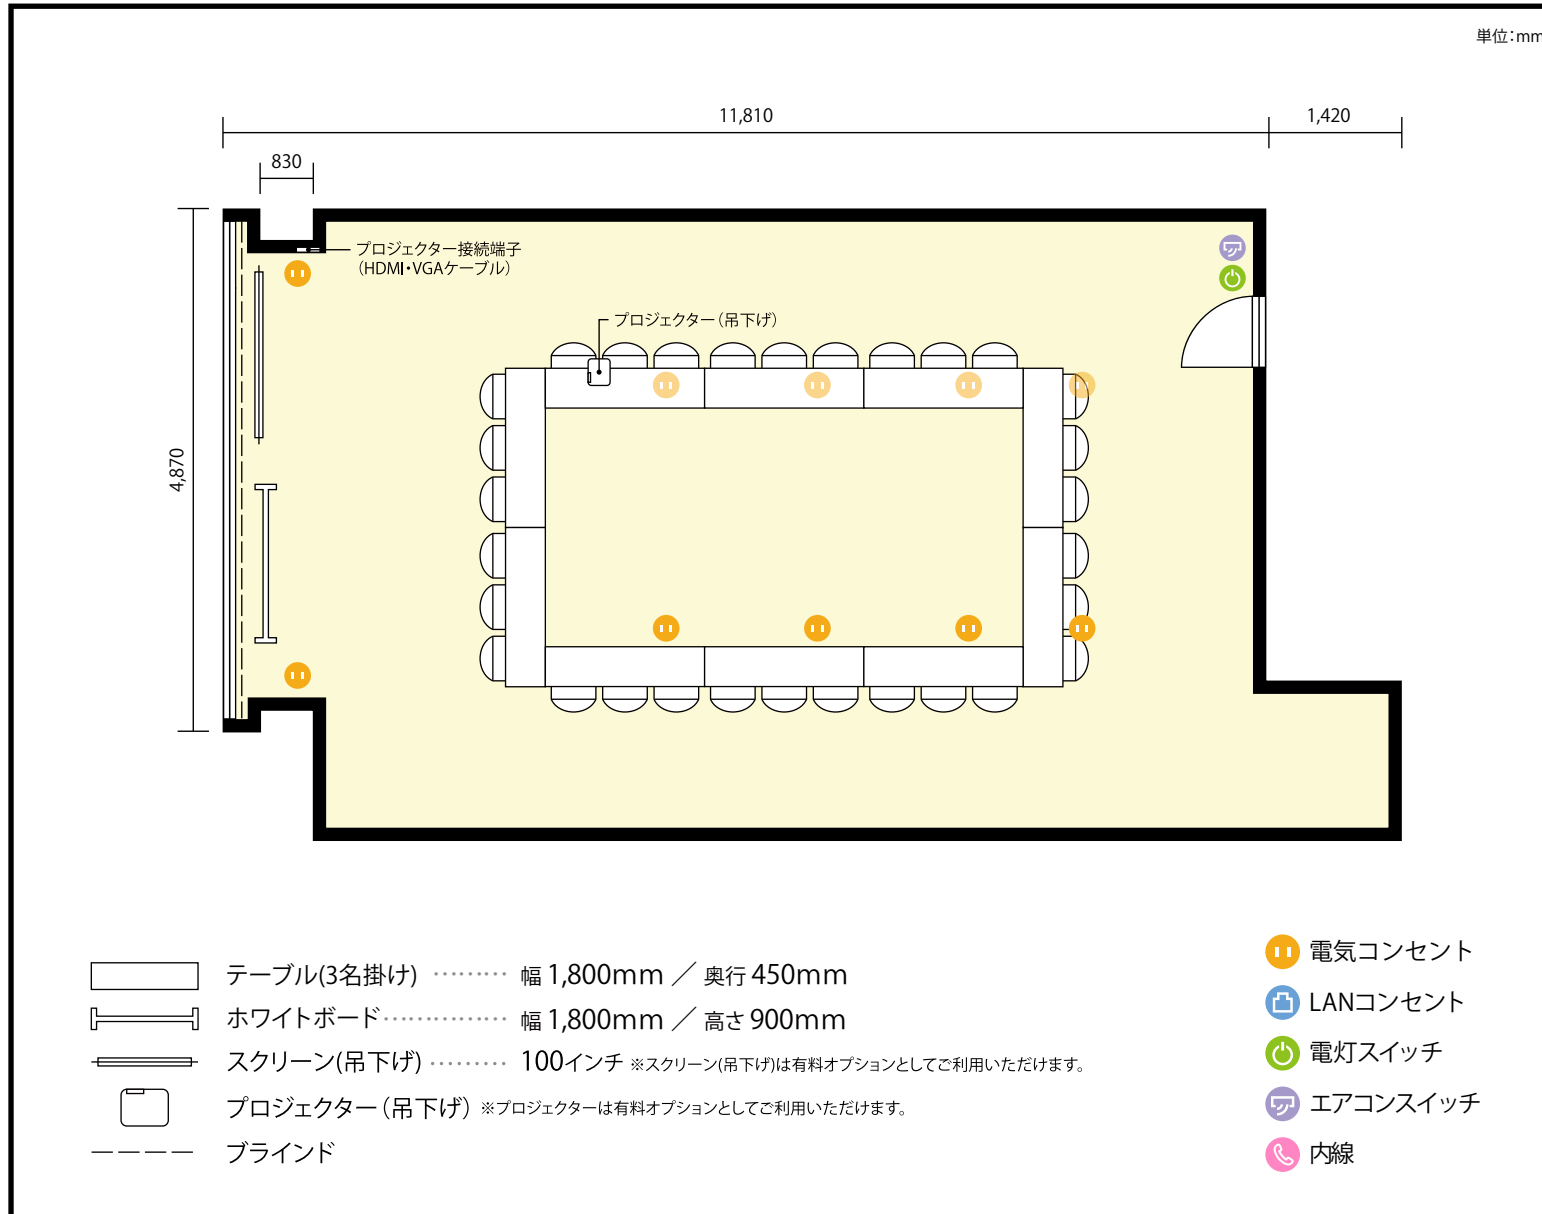 単位：mm
11,810
1,420
830
プロジェクター接続端子
（HDMI・VGAケーブル）
プロジェクター（吊下げ）
4,870
テーブル(3名掛け) ‥‥‥‥‥ 幅 1,800mm ／ 奥行 450mm
ホワイトボード‥‥‥‥‥‥‥ 幅 1,800mm ／ 高さ 900mm
スクリーン(吊下げ) ‥‥‥‥‥ 100インチ ※スクリーン(吊下げ)は有料オプションとしてご利用いただけます。
プロジェクター（吊下げ） ※プロジェクターは有料オプションとしてご利用いただけます。
ブラインド
電気コンセント
LANコンセント
電灯スイッチ
エアコンスイッチ
内線